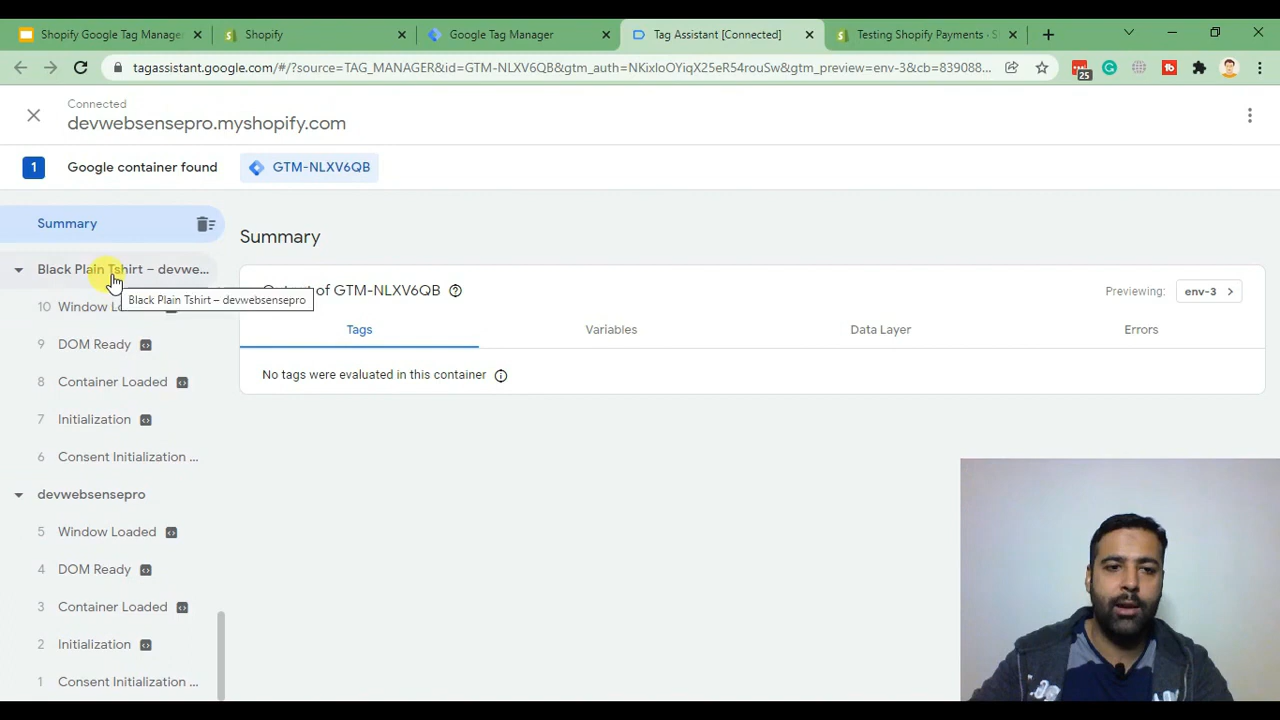 Shopify Google Tag Manager
Shopify
Google Tag Manager
Tag Assistant [Connected]
Testing Shopify Payments · S
tagassistant.google.com/#/?source=TAG_MANAGER&id=GTM-NLXV6QB&gtm_auth=NKixIoOYiqX25eR54rouSw&gtm_preview=env-3&cb=839088...
25
Connected
devwebsensepro.myshopify.com
1 Google container found GTM-NLXV6QB
Summary
Black Plain Tshirt – devwe...
Black Plain Tshirt – devwebsensepro
10 Window
9 DOM Ready
8 Container Loaded
7 Initialization
6 Consent Initialization ...
devwebsensepro
5 Window Loaded
4 DOM Ready
3 Container Loaded
2 Initialization
1 Consent Initialization ...
Summary
of GTM-NLXV6QB
Previewing: env-3
Tags Variables Data Layer Errors
No tags were evaluated in this container